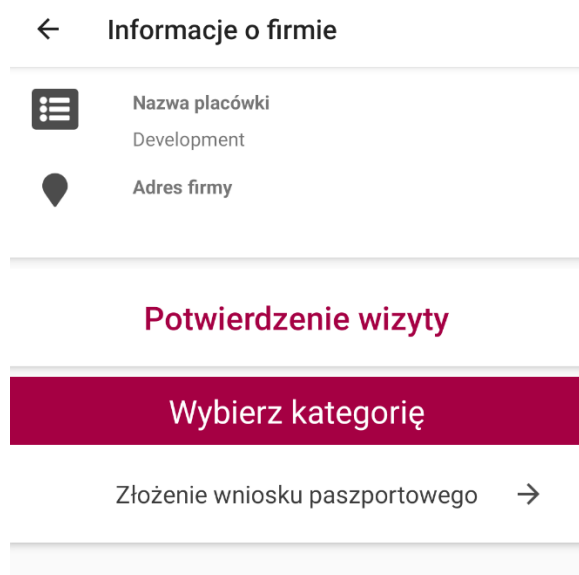 Informacje o firmie
Nazwa placówki
Development
Adres firmy
Potwierdzenie wizyty
Wybierz kategorię
Złożenie wniosku paszportowego